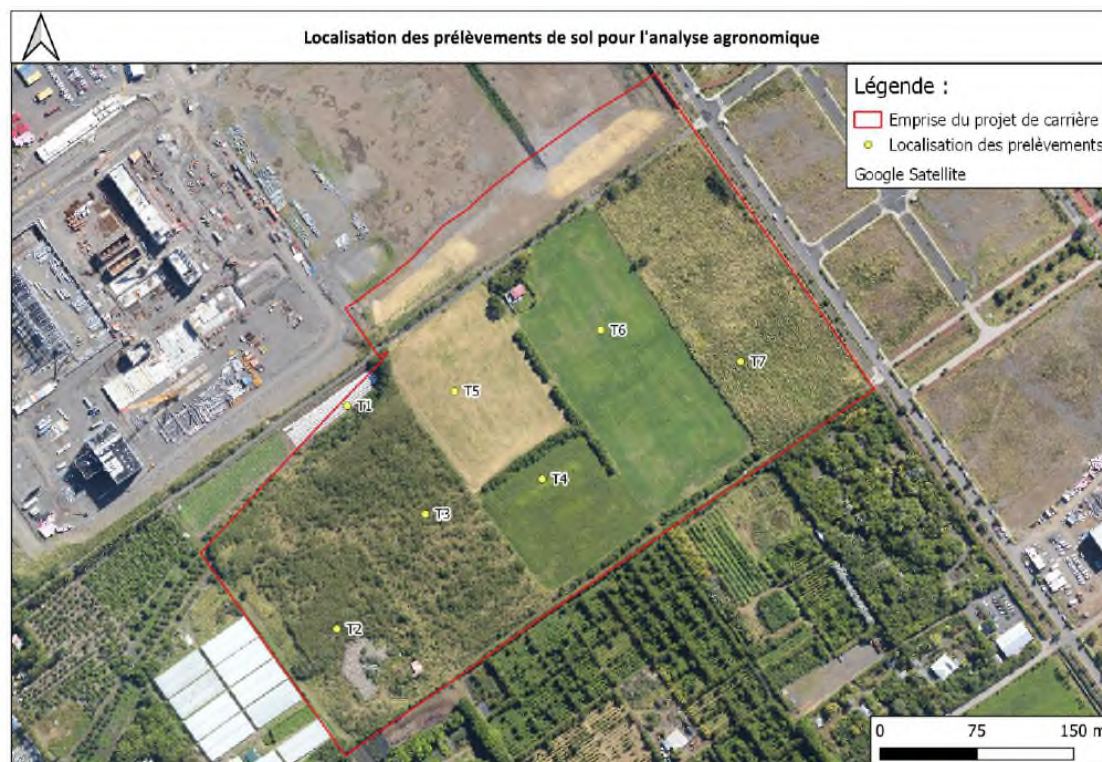 Localisation des prélèvements de sol pour l'analyse agronomique
Légende :
Emprise du projet de carrière
Localisation des prelèvements
Google Satellite
T6
T7
T5
T1
T4
T3
T2
0 75 150 m